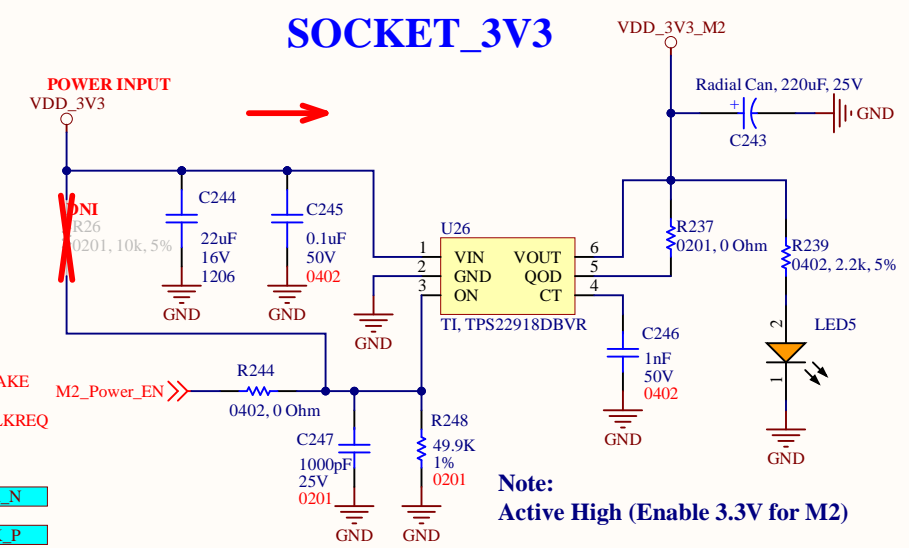 SOCKET_3V3
VDD_3V3_M2
POWER INPUT
VDD_3V3
Radial Can, 220uF, 25V
+
GND
C243
DNI
R26
0201, 10k, 5%
C244
22uF
16V
1206
GND
C245
0.1uF
50V
0402
GND
U26
1
2
3
VIN
GND
ON
VOUT
QOD
CT
6
5
4
TI, TPS22918DBVR
GND
R237
0201, 0 Ohm
R239
0402, 2.2k, 5%
C246
1nF
50V
0402
GND
2
LED5
1
GND
AKE
M2_Power_EN
LKREQ
R244
0402, 0 Ohm
C247
1000pF
25V
0201
GND
R248
49.9K
1%
0201
GND
_N
_P
Note:
Active High (Enable 3.3V for M2)